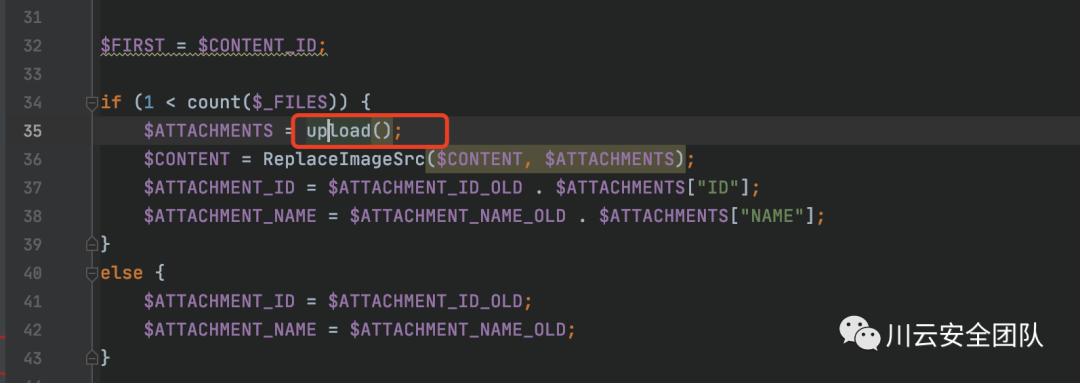 31
32 $FIRST = $CONTENT_ID;
33
34 if (1 < count($_FILES)) {
35 $ATTACHMENTS = upload();
36 $CONTENT = ReplaceImageSrc($CONTENT, $ATTACHMENTS);
37 $ATTACHMENT_ID = $ATTACHMENT_ID_OLD . $ATTACHMENTS["ID"];
38 $ATTACHMENT_NAME = $ATTACHMENT_NAME_OLD . $ATTACHMENTS["NAME"];
39 }
40 else {
41 $ATTACHMENT_ID = $ATTACHMENT_ID_OLD;
42 $ATTACHMENT_NAME = $ATTACHMENT_NAME_OLD;
43 }
川云安全团队